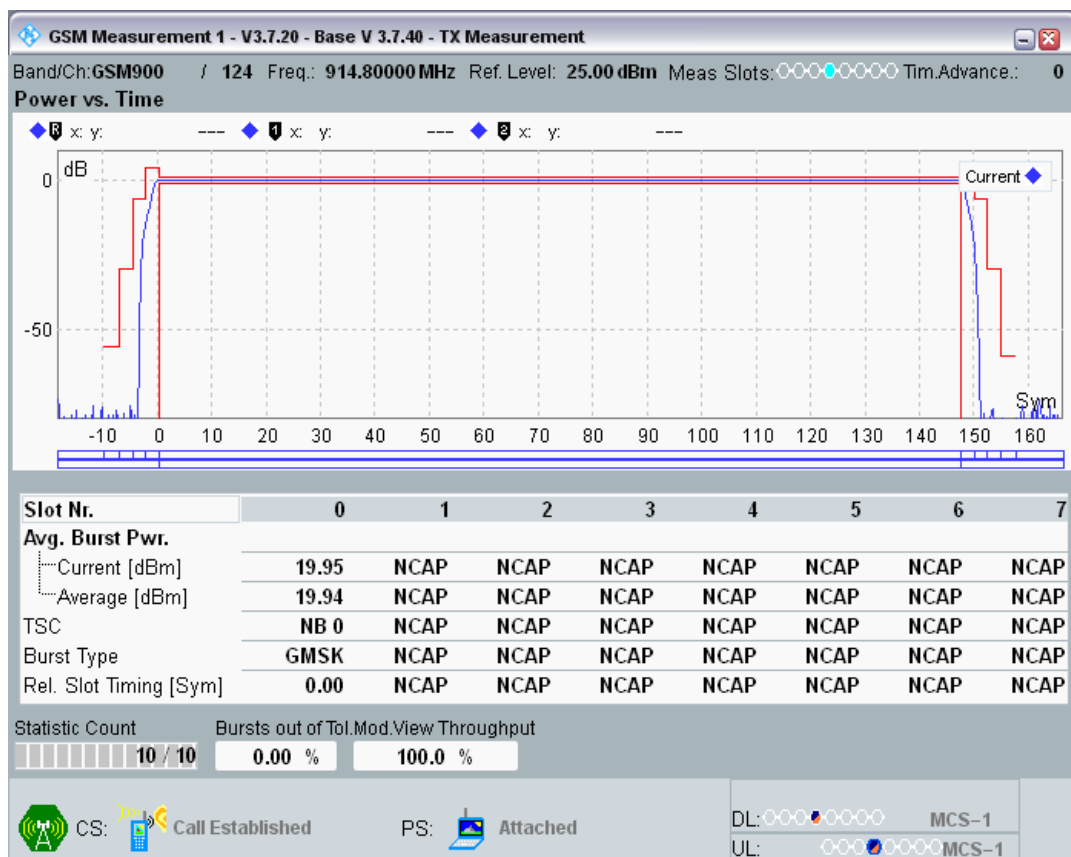 GSM Measurement 1 - V3.7.20 - Base V 3.7.40 - TX Measurement
Band/Ch:GSM900 / 124 Freq.: 914.80000 MHz Ref. Level: 25.00 dBm Meas Slots: Tim.Advance.: 0
Power vs. Time
R x: y: --- 1 x: y: --- 2 x: y: ---
dB
Current
0
-50
Sym
-10 0 10 20 30 40 50 60 70 80 90 100 110 120 130 140 150 160
Slot Nr. 0 1 2 3 4 5 6 7
Avg. Burst Pwr.
Current [dBm] 19.95 NCAP NCAP NCAP NCAP NCAP NCAP NCAP
Average [dBm] 19.94 NCAP NCAP NCAP NCAP NCAP NCAP NCAP
TSC NB 0 NCAP NCAP NCAP NCAP NCAP NCAP NCAP
Burst Type GMSK NCAP NCAP NCAP NCAP NCAP NCAP NCAP
Rel. Slot Timing [Sym] 0.00 NCAP NCAP NCAP NCAP NCAP NCAP NCAP
Statistic Count Bursts out of Tol.Mod.View Throughput
10 / 10 0.00 % 100.0 %
CS: Call Established PS: Attached
DL: MCS-1
UL: MCS-1